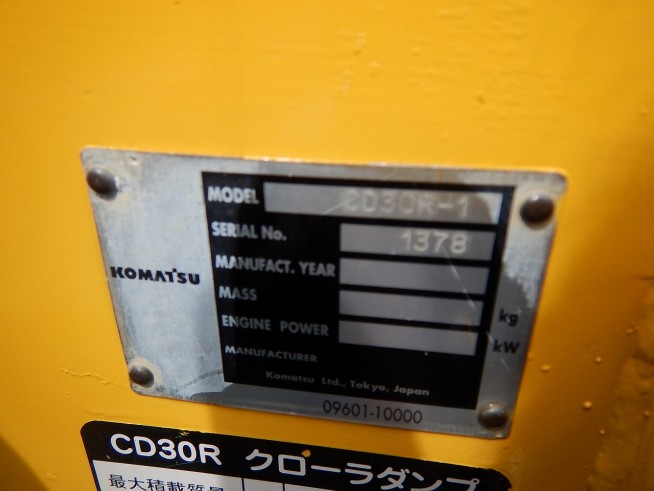 MODEL CD30R-1
SERIAL No. 1378
MANUFACT. YEAR
KOMATSU
MASS kg
ENGINE POWER kW
MANUFACTURER
Komatsu Ltd., Tokyo, Japan
09601-10000
CD30R クローラダンプ
最大積載質量